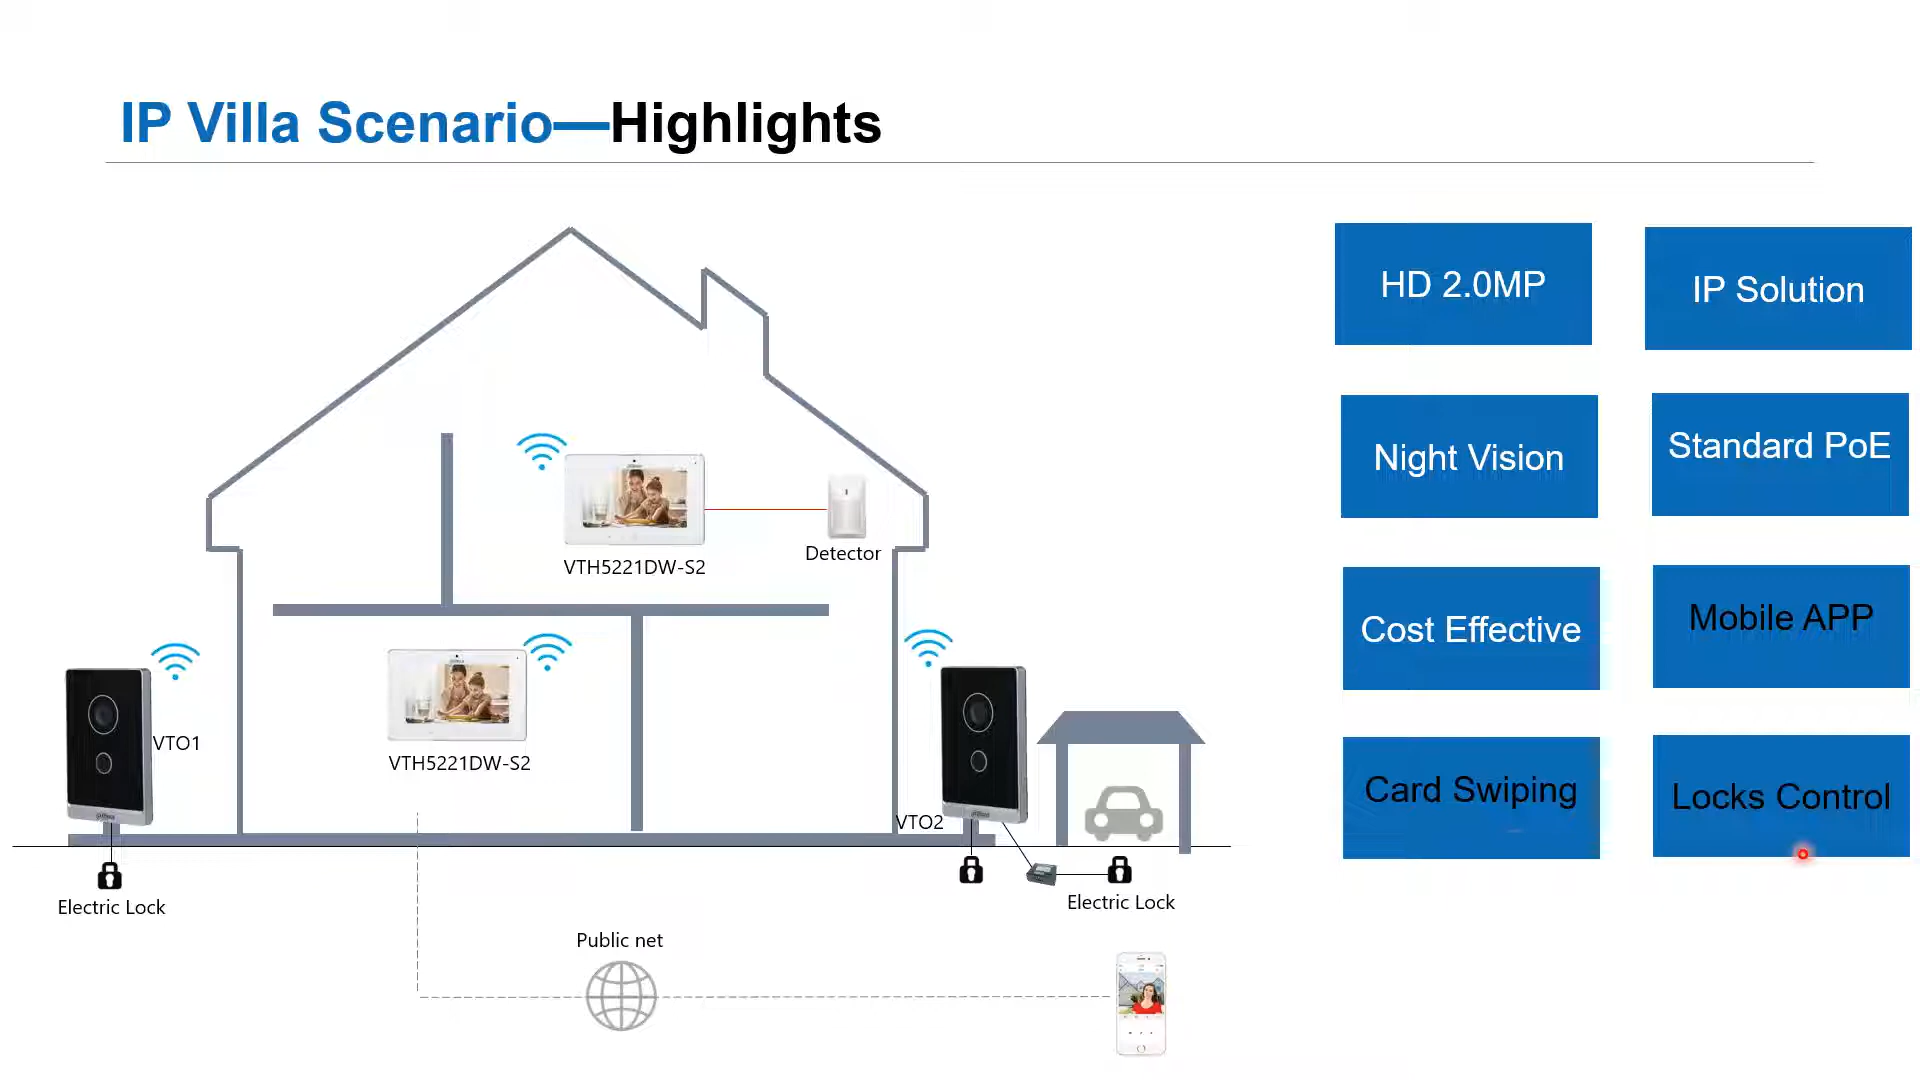 IP Villa Scenario—Highlights
HD 2.0MP
IP Solution
Night Vision
Standard PoE
Cost Effective
Mobile APP
Card Swiping
Locks Control
VTH5221DW-S2
Detector
VTO1
VTH5221DW-S2
VTO2
Electric Lock
Electric Lock
Public net